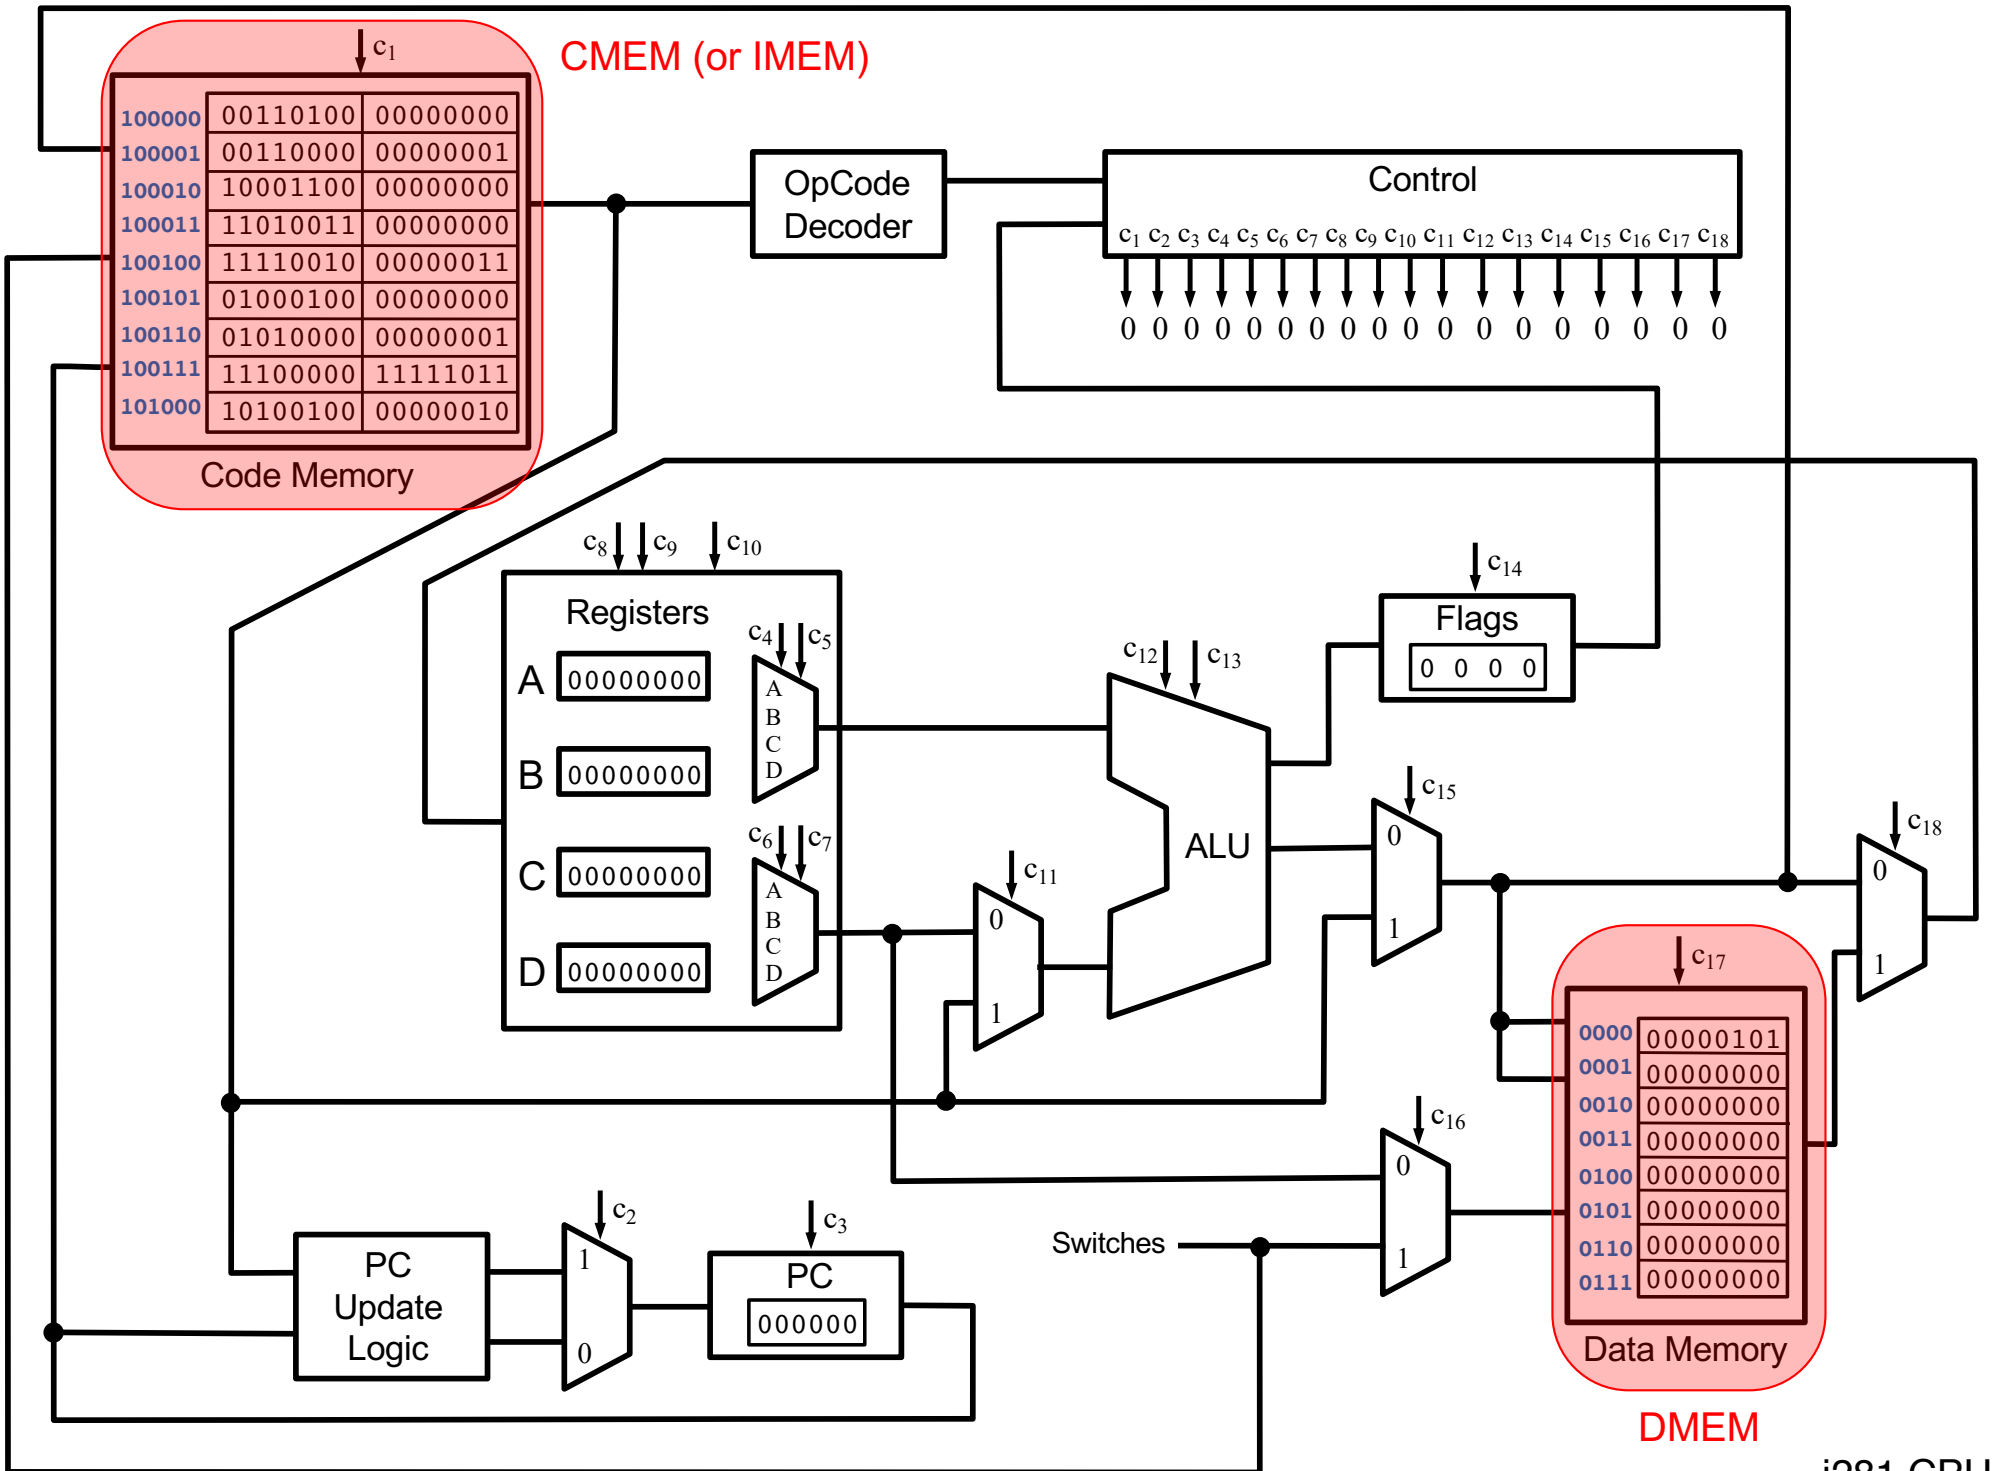 CMEM (or IMEM)
c1
100000 00110100 00000000
100001 00110000 00000001
100010 10001100 00000000
100011 11010011 00000000
100100 11110010 00000011
100101 01000100 00000000
100110 01010000 00000001
100111 11100000 11111011
101000 10100100 00000010
Code Memory
OpCode
Decoder
Control
c1 c2 c3 c4 c5 c6 c7 c8 c9 c10 c11 c12 c13 c14 c15 c16 c17 c18
0 0 0 0 0 0 0 0 0 0 0 0 0 0 0 0 0 0
c8 c9 c10
Registers
c4 c5
A 00000000
B 00000000
C 00000000
D 00000000
A
B
C
D
c6 c7
A
B
C
D
c11
0
1
c12 c13
ALU
c14
Flags
0 0 0 0
c15
0
1
c18
0
1
c17
0000 00000101
0001 00000000
0010 00000000
0011 00000000
0100 00000000
0101 00000000
0110 00000000
0111 00000000
Data Memory
DMEM
c16
0
1
Switches
PC
Update
Logic
c2
1
0
c3
PC
000000